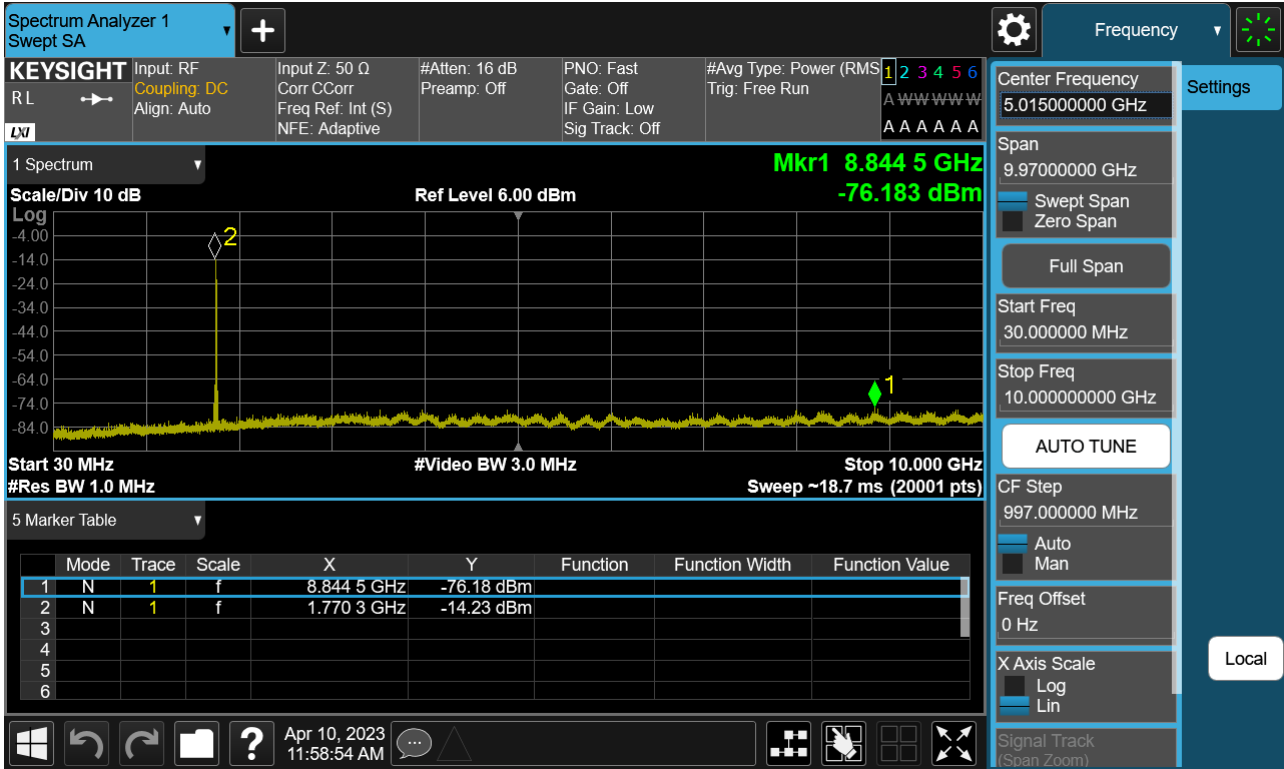 Spectrum Analyzer 1
Swept SA
Frequency
KEYSIGHT
R L
LXI
Input: RF
Coupling: DC
Align: Auto
Input Z: 50 Ω
Corr CCorr
Freq Ref: Int (S)
NFE: Adaptive
#Atten: 16 dB
Preamp: Off
PNO: Fast
Gate: Off
IF Gain: Low
Sig Track: Off
#Avg Type: Power (RMS
Trig: Free Run
1 2 3 4 5 6
A W W W W W
A A A A A A
1 Spectrum
Mkr1 8.844 5 GHz
Scale/Div 10 dB
Ref Level 6.00 dBm
-76.183 dBm
Log
-4.00
-14.0
-24.0
-34.0
-44.0
-54.0
-64.0
-74.0
-84.0
2
1
Start 30 MHz
#Video BW 3.0 MHz
Stop 10.000 GHz
#Res BW 1.0 MHz
Sweep ~18.7 ms (20001 pts)
5 Marker Table
Mode Trace Scale X Y Function Function Width Function Value
1 N 1 f 8.844 5 GHz -76.18 dBm
2 N 1 f 1.770 3 GHz -14.23 dBm
3
4
5
6
Apr 10, 2023
11:58:54 AM
?
Center Frequency
5.015000000 GHz
Settings
Span
9.97000000 GHz
Swept Span
Zero Span
Full Span
Start Freq
30.000000 MHz
Stop Freq
10.000000000 GHz
AUTO TUNE
CF Step
997.000000 MHz
Auto
Man
Freq Offset
0 Hz
X Axis Scale
Log
Lin
Local
Signal Track
(Span Zoom)